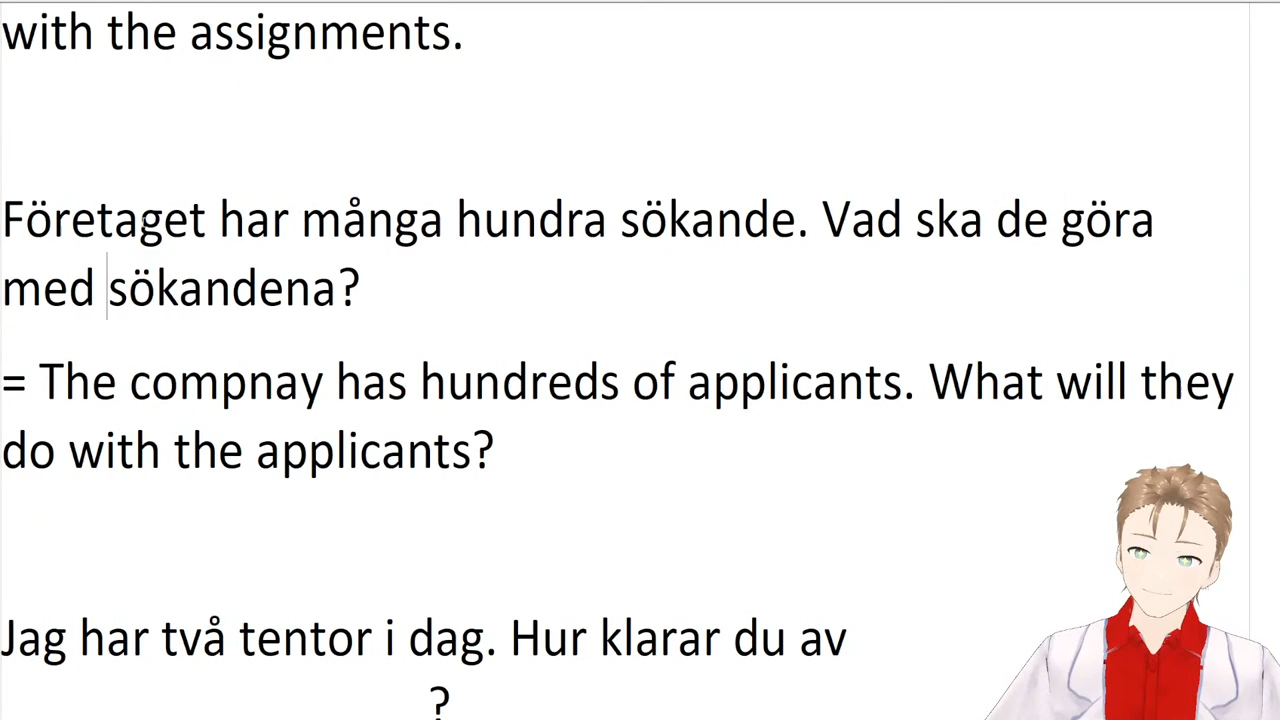 with the assignments.
Företaget har många hundra sökande. Vad ska de göra
med sökandena?
= The compnay has hundreds of applicants. What will they
do with the applicants?
Jag har två tentor i dag. Hur klarar du av
?